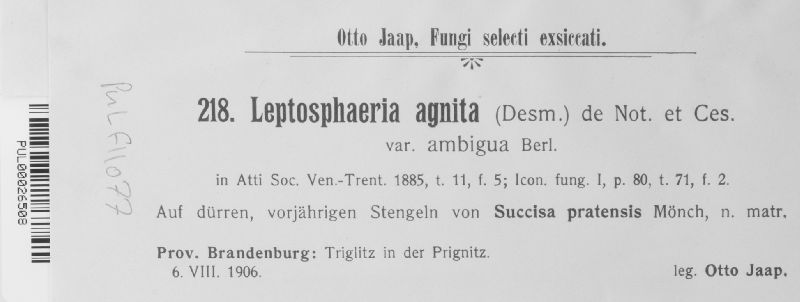 Otto Jaap, Fungi selecti exsiccati.
218. Leptosphaeria agnita (Desm.) de Not. et Ces.
var. ambigua Berl.
in Atti Soc. Ven.-Trent. 1885, t. 11, f. 5; Icon. fung. I, p. 80, t. 71, f. 2.
Auf dürren, vorjährigen Stengeln von Succisa pratensis Mönch, n. matr.
Prov. Brandenburg: Triglitz in der Prignitz.
6. VIII. 1906.
leg. Otto Jaap.
PUL F11077
PUL00026508